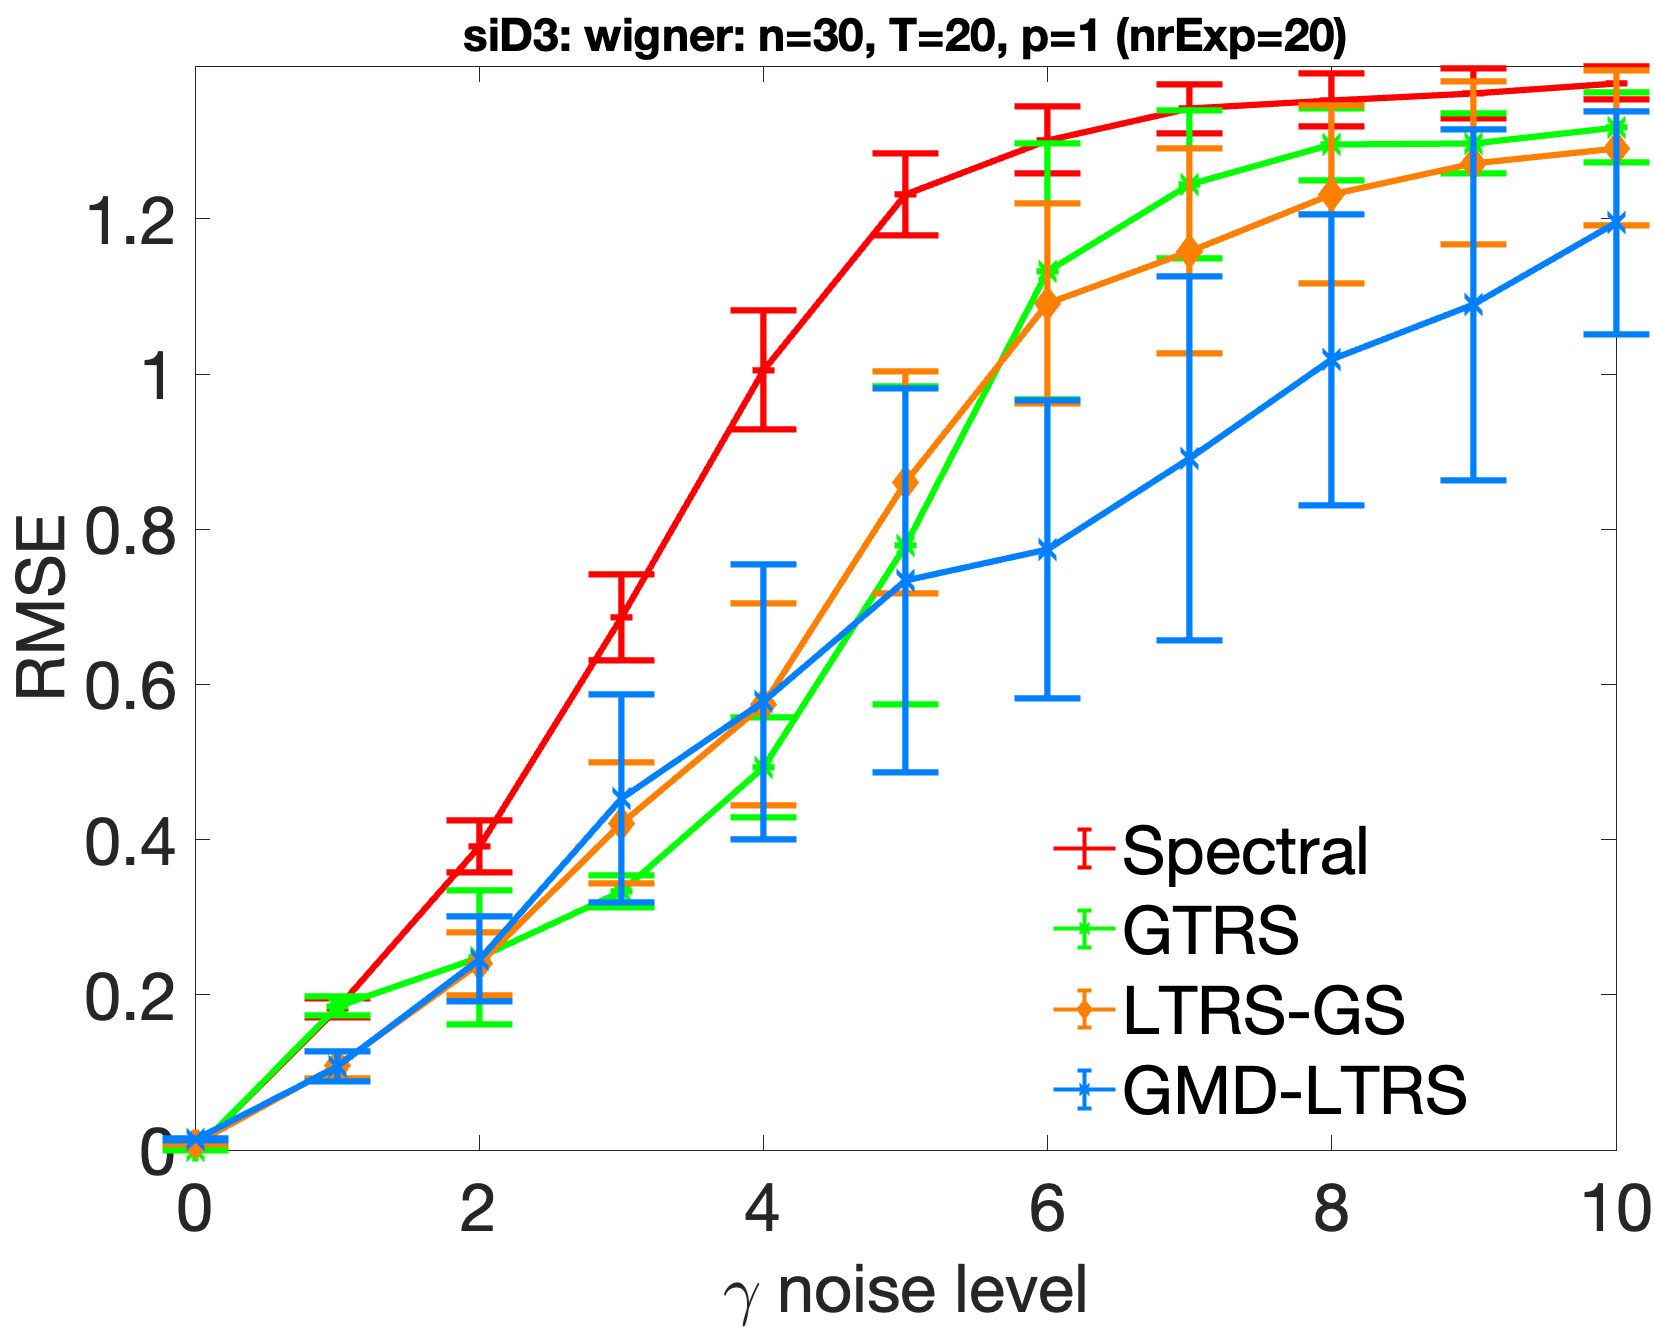 siD3: wigner: n=30, T=20, p=1 (nrExp=20)
RMSE
1.2
1
0.8
0.6
0.4
0.2
0
0 2 4 6 8 10
γ noise level
Spectral
GTRS
LTRS-GS
GMD-LTRS